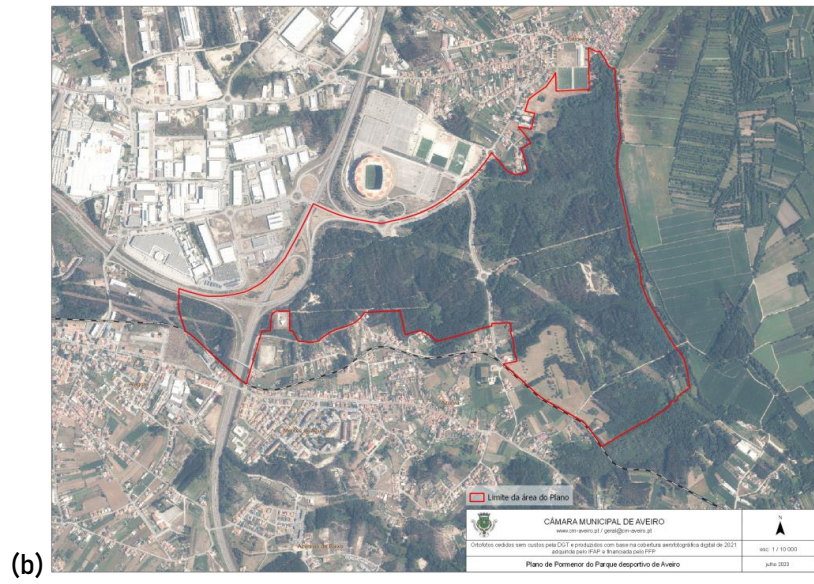 Limite da área do Plano
CÂMARA MUNICIPAL DE AVEIRO
www.cm-aveiro.pt / geral@cm-aveiro.pt
N
Ortofotos cedidos sem custos pela DGT e produzidos com base na cobertura aerofotográfica digital de 2021
adquirida pelo IFAP e financiada pelo FFP
esc: 1 / 10 000
Plano de Pormenor do Parque desportivo de Aveiro
julho 2023
(b)